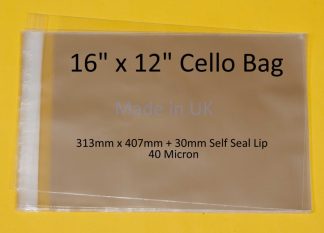 16" x 12" Cello Bag
Made in UK
313mm x 407mm + 30mm Self Seal Lip
40 Micron